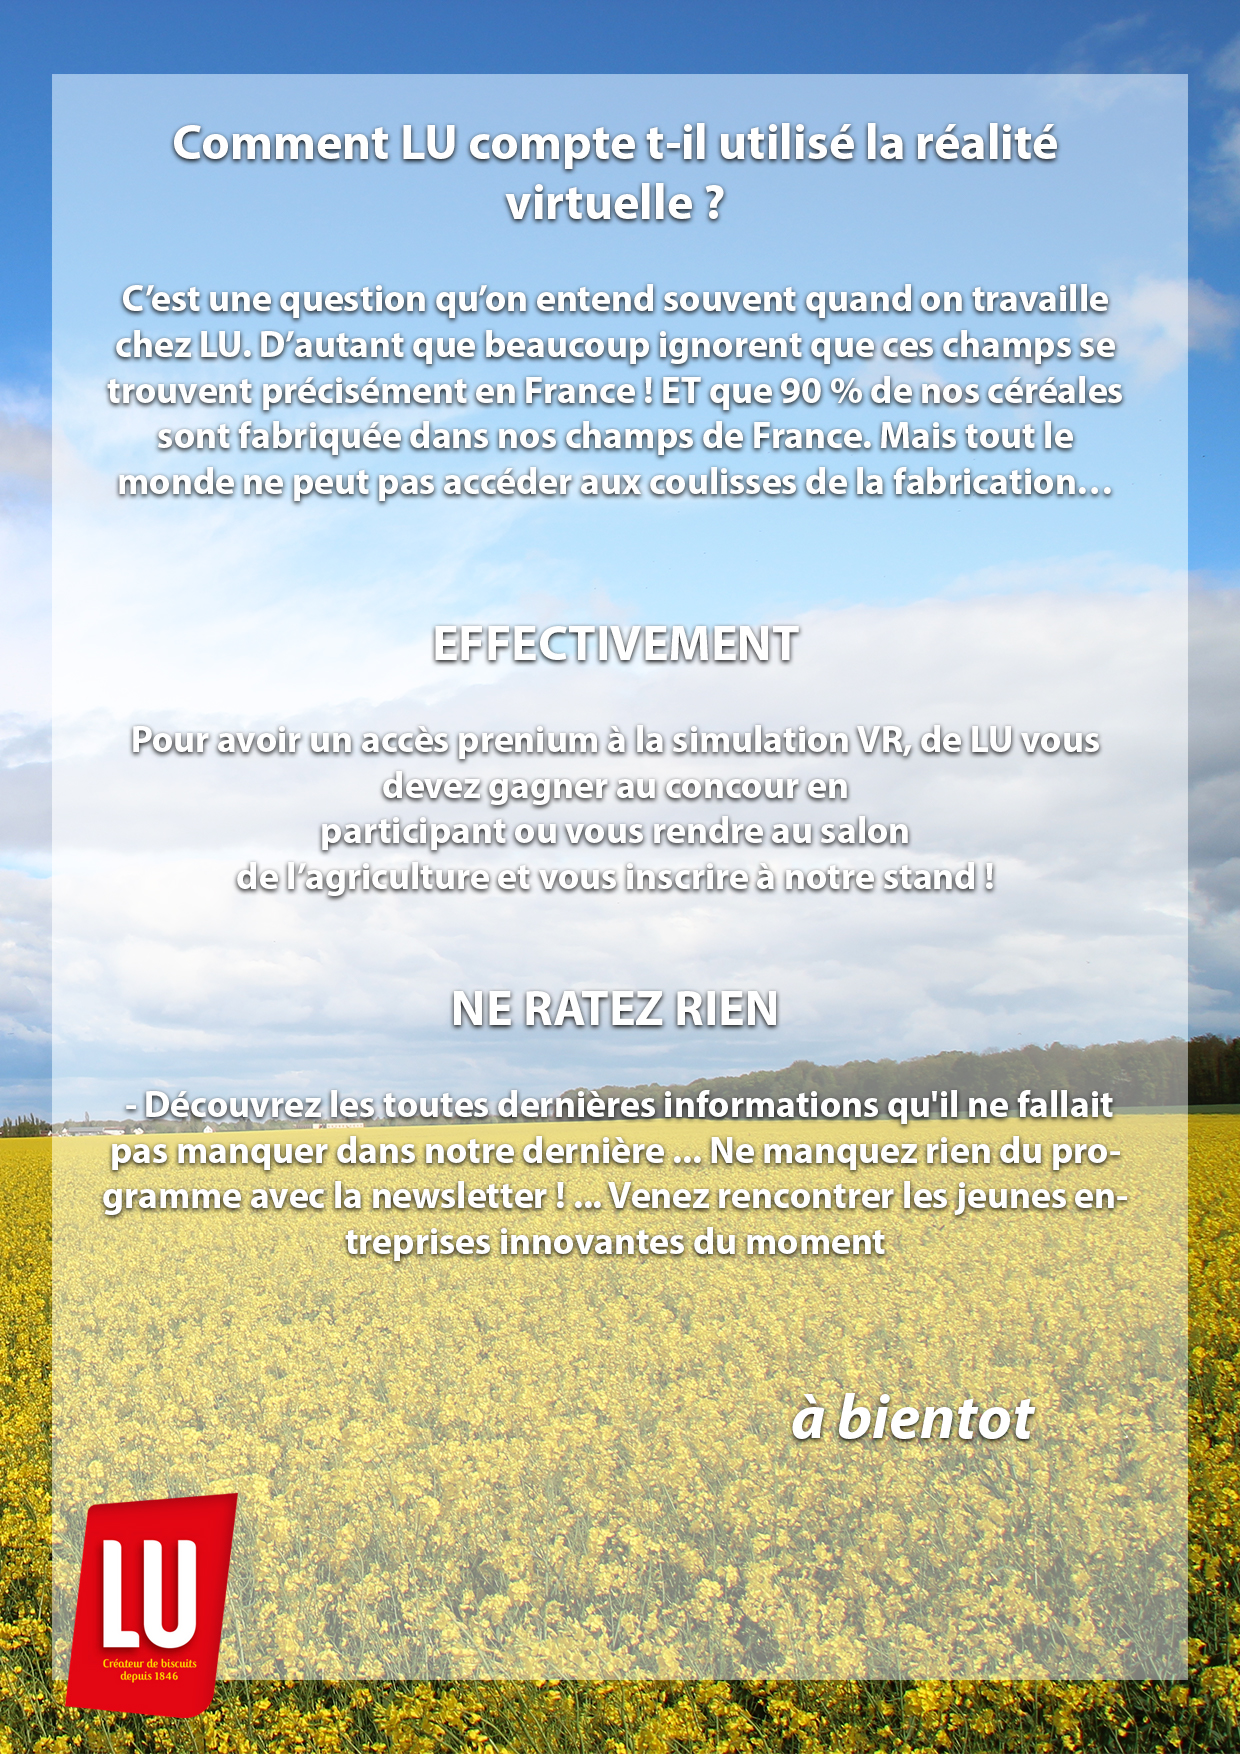 Comment LU compte t-il utilisé la réalité
virtuelle ?
C’est une question qu’on entend souvent quand on travaille
chez LU. D’autant que beaucoup ignorent que ces champs se
trouvent précisément en France ! ET que 90 % de nos céréales
sont fabriquée dans nos champs de France. Mais tout le
monde ne peut pas accéder aux coulisses de la fabrication…
EFFECTIVEMENT
Pour avoir un accès prenium à la simulation VR, de LU vous
devez gagner au concour en
participant ou vous rendre au salon
de l’agriculture et vous inscrire à notre stand !
NE RATEZ RIEN
- Découvrez les toutes dernières informations qu'il ne fallait
pas manquer dans notre dernière ... Ne manquez rien du pro-
gramme avec la newsletter ! ... Venez rencontrer les jeunes en-
treprises innovantes du moment
à bientot
LU
Créateur de biscuits
depuis 1846